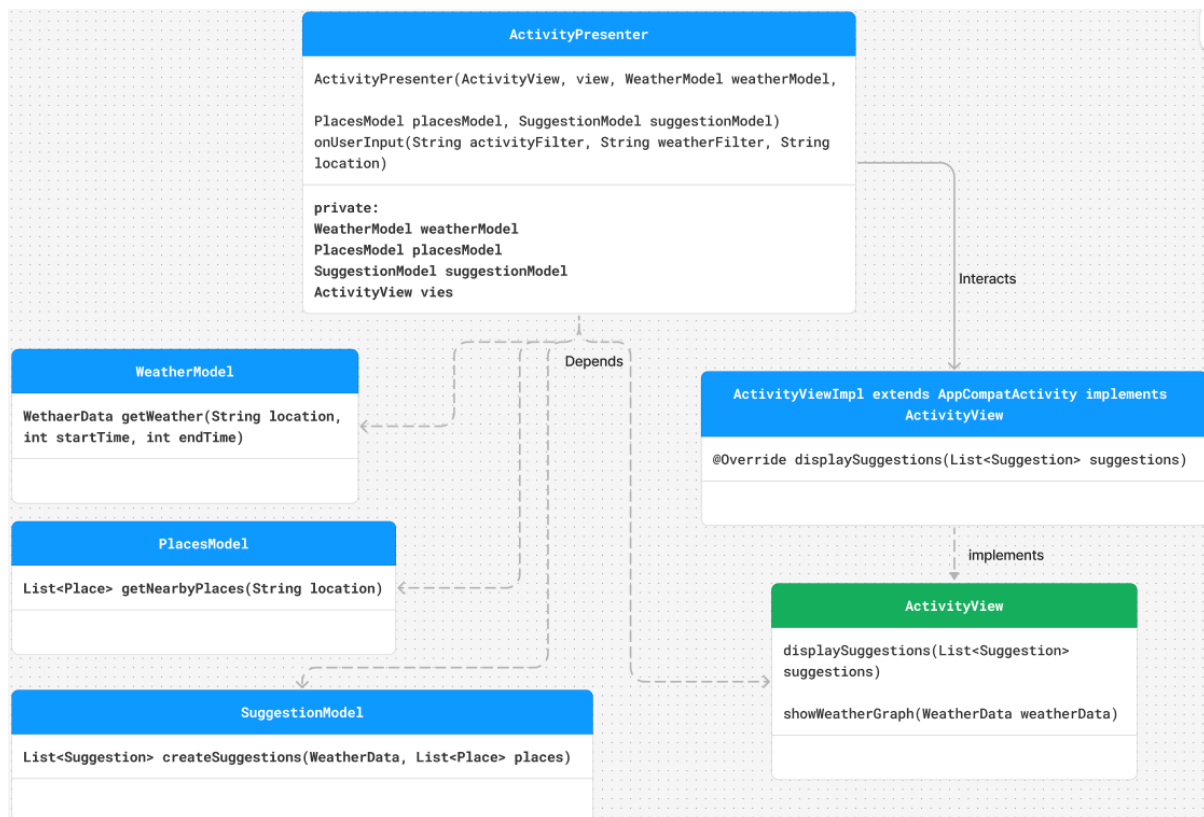 ActivityPresenter
ActivityPresenter(ActivityView, view, WeatherModel weatherModel,
PlacesModel placesModel, SuggestionModel suggestionModel)
onUserInput(String activityFilter, String weatherFilter, String
location)
private:
WeatherModel weatherModel
PlacesModel placesModel
SuggestionModel suggestionModel
ActivityView vies
Interacts
Depends
WeatherModel
WethaerData getWeather(String location,
int startTime, int endTime)
ActivityViewImpl extends AppCompatActivity implements
ActivityView
@Override displaySuggestions(List<Suggestion> suggestions)
PlacesModel
List<Place> getNearbyPlaces(String location)
implements
ActivityView
displaySuggestions(List<Suggestion>
suggestions)
showWeatherGraph(WeatherData weatherData)
SuggestionModel
List<Suggestion> createSuggestions(WeatherData, List<Place> places)